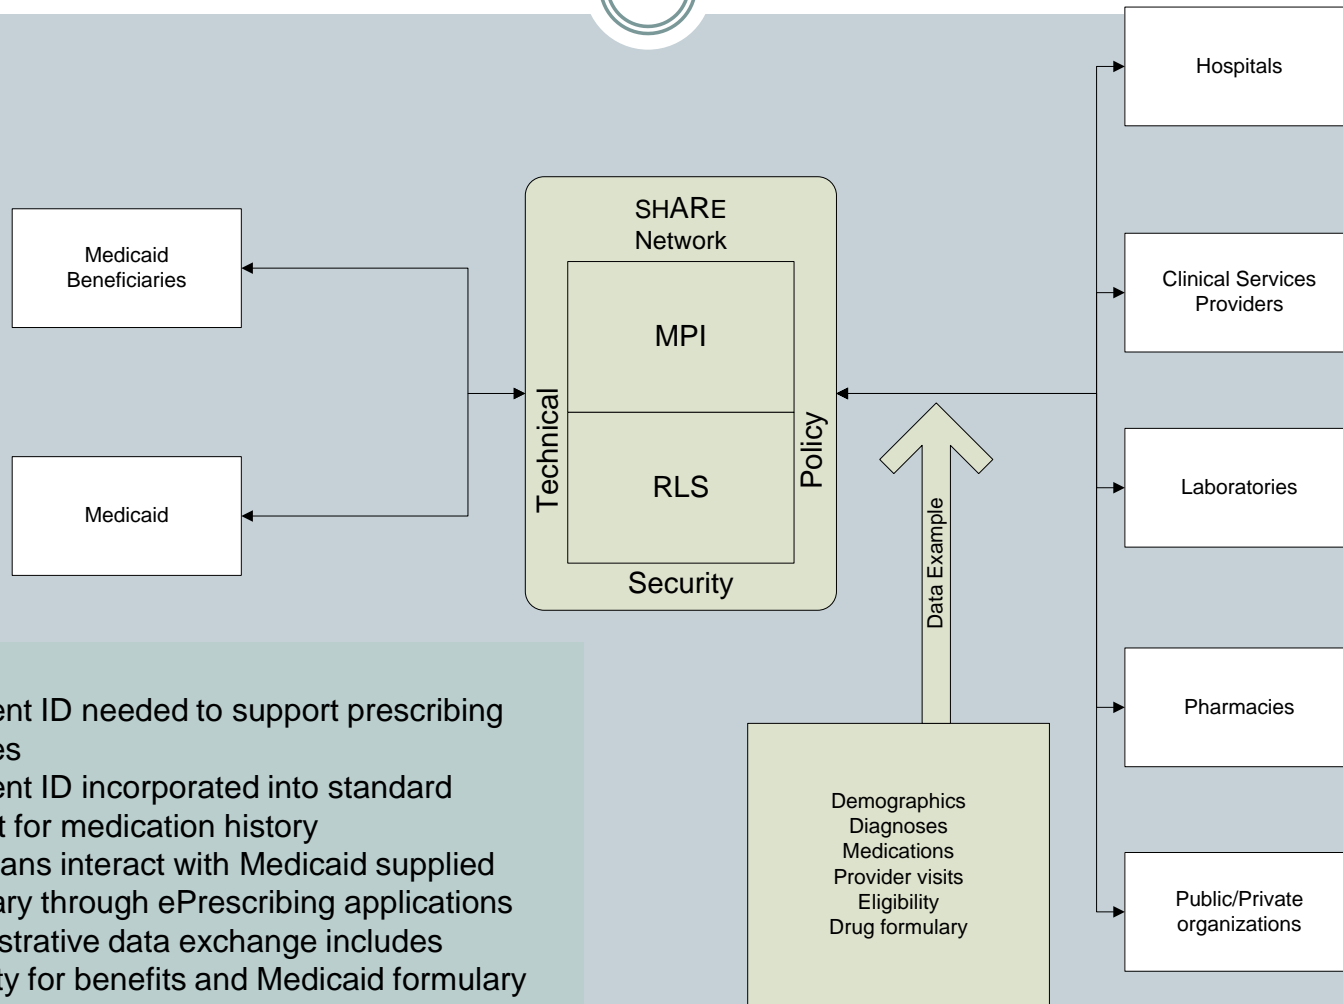 Hospitals
SHARE
Network
Medicaid
Beneficiaries
MPI
Clinical Services
Providers
Technical
Policy
RLS
Medicaid
Laboratories
Security
Data Example
ent ID needed to support prescribing
es
ent ID incorporated into standard
t for medication history
ans interact with Medicaid supplied
ary through ePrescribing applications
strative data exchange includes
ty for benefits and Medicaid formulary
Pharmacies
Demographics
Diagnoses
Medications
Provider visits
Eligibility
Drug formulary
Public/Private
organizations